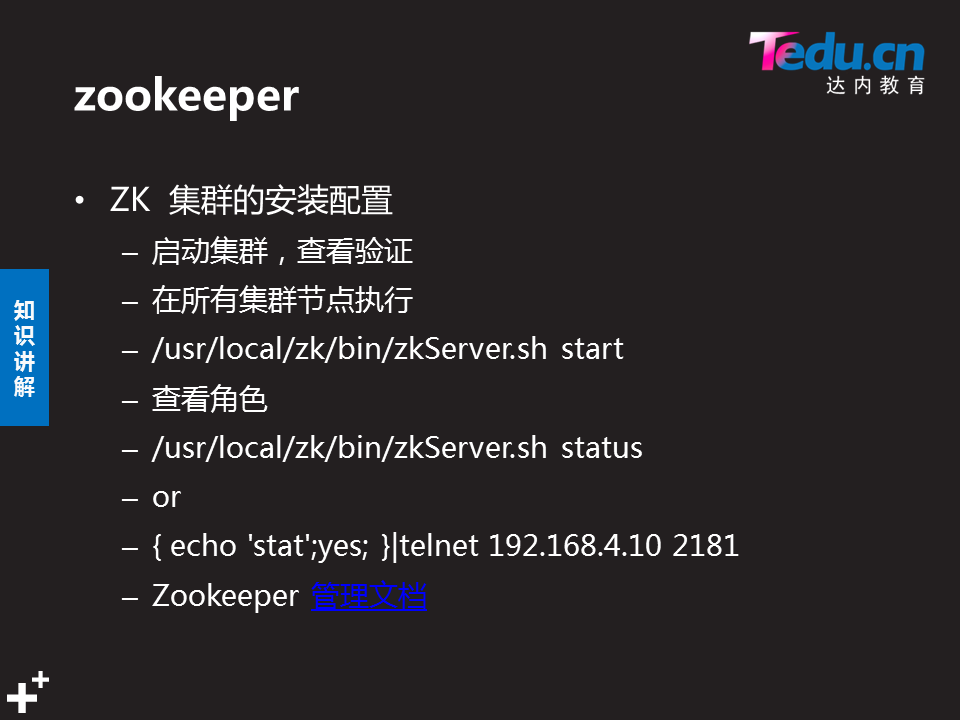 Tedu.cn
达内教育
zookeeper
• ZK 集群的安装配置
– 启动集群，查看验证
– 在所有集群节点执行
– /usr/local/zk/bin/zkServer.sh start
– 查看角色
– /usr/local/zk/bin/zkServer.sh status
– or
– { echo 'stat';yes; }|telnet 192.168.4.10 2181
– Zookeeper 管理文档
知识讲解